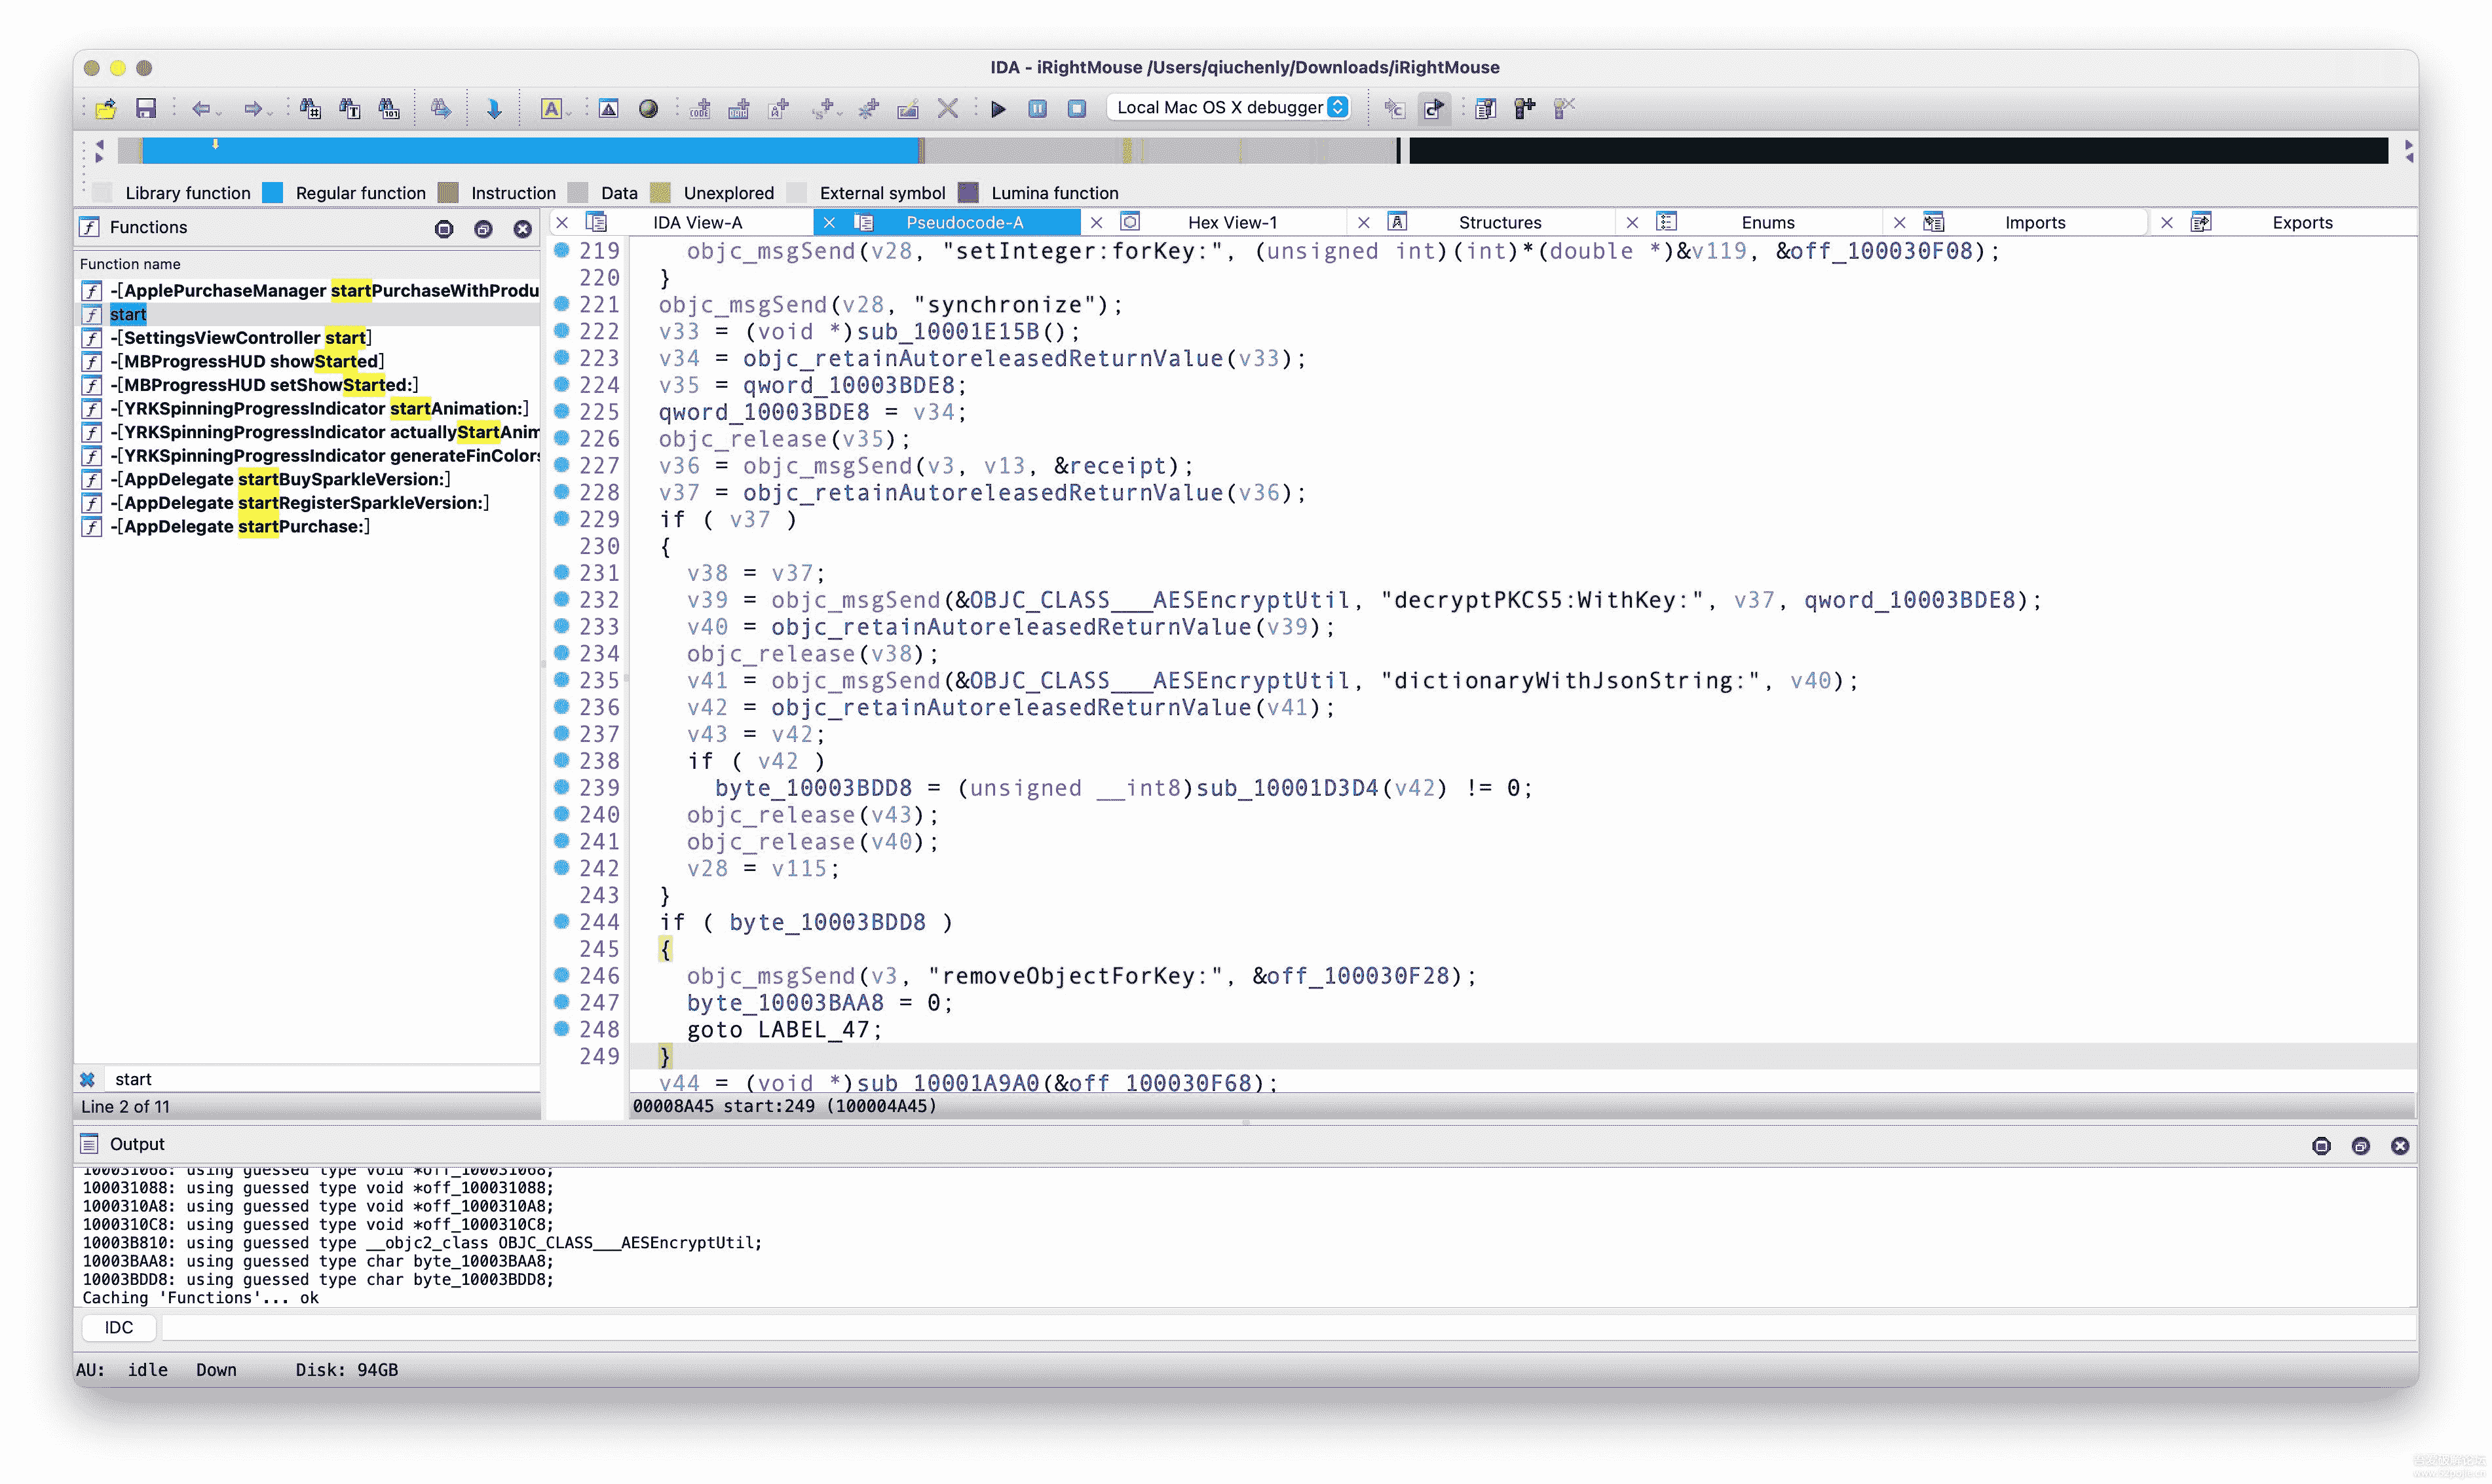 IDA - iRightMouse /Users/qiuchenly/Downloads/iRightMouse
Local Mac OS X debugger
Library function Regular function Instruction Data Unexplored External symbol Lumina function
Functions
IDA View-A Pseudocode-A Hex View-1 Structures Enums Imports Exports
Function name
-[ApplePurchaseManager startPurchaseWithProdu
start
-[SettingsViewController start]
-[MBProgressHUD showStarted]
-[MBProgressHUD setShowStarted:]
-[YRKSpinningProgressIndicator startAnimation:]
-[YRKSpinningProgressIndicator actuallyStartAnim
-[YRKSpinningProgressIndicator generateFinColors
-[AppDelegate startBuySparkleVersion:]
-[AppDelegate startRegisterSparkleVersion:]
-[AppDelegate startPurchase:]
start
Line 2 of 11
219 objc_msgSend(v28, "setInteger:forKey:", (unsigned int)(int)*(double *)&v119, &off_100030F08);
220 }
221 objc_msgSend(v28, "synchronize");
222 v33 = (void *)sub_10001E15B();
223 v34 = objc_retainAutoreleasedReturnValue(v33);
224 v35 = qword_10003BDE8;
225 qword_10003BDE8 = v34;
226 objc_release(v35);
227 v36 = objc_msgSend(v3, v13, &receipt);
228 v37 = objc_retainAutoreleasedReturnValue(v36);
229 if ( v37 )
230 {
231 v38 = v37;
232 v39 = objc_msgSend(&OBJC_CLASS___AESEncryptUtil, "decryptPKCS5:WithKey:", v37, qword_10003BDE8);
233 v40 = objc_retainAutoreleasedReturnValue(v39);
234 objc_release(v38);
235 v41 = objc_msgSend(&OBJC_CLASS___AESEncryptUtil, "dictionaryWithJsonString:", v40);
236 v42 = objc_retainAutoreleasedReturnValue(v41);
237 v43 = v42;
238 if ( v42 )
239 byte_10003BDD8 = (unsigned __int8)sub_10001D3D4(v42) != 0;
240 objc_release(v43);
241 objc_release(v40);
242 v28 = v115;
243 }
244 if ( byte_10003BDD8 )
245 {
246 objc_msgSend(v3, "removeObjectForKey:", &off_100030F28);
247 byte_10003BAA8 = 0;
248 goto LABEL_47;
249 }
v44 = (void *)sub_10001A9A0(&off_100030F68);
00008A45 start:249 (100004A45)
Output
100031068: using guessed type void *off_100031068;
100031088: using guessed type void *off_100031088;
1000310A8: using guessed type void *off_1000310A8;
1000310C8: using guessed type void *off_1000310C8;
10003B810: using guessed type __objc2_class OBJC_CLASS___AESEncryptUtil;
10003BAA8: using guessed type char byte_10003BAA8;
10003BDD8: using guessed type char byte_10003BDD8;
Caching 'Functions'... ok
IDC
AU: idle Down Disk: 94GB